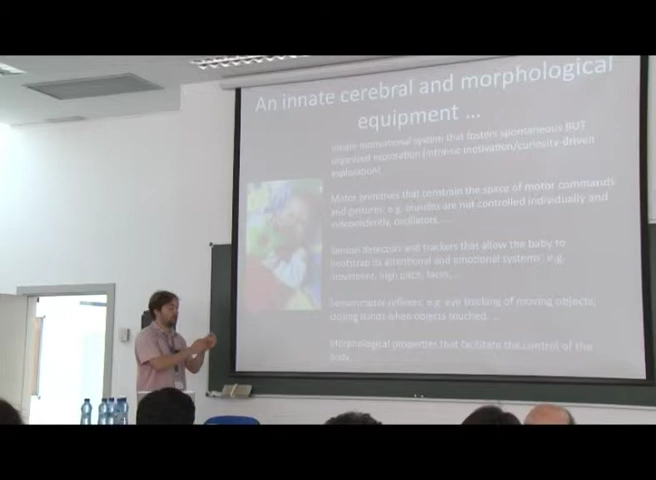 An innate cerebral and morphological
equipment ...
Innate motivational system that fosters spontaneous BUT
organized exploration (intrinsic motivation/curiosity-driven
exploration)
Motor primitives that constrain the space of motor commands
and gestures: e.g. muscles are not controlled individually and
independently, oscillators, ...
Sensori detectors and trackers that allow the baby to
bootstrap its attentional and emotional systems: e.g.
movement, high pitch, faces, ...
Sensorimotor reflexes: e.g. eye tracking of moving objects,
closing hands when objects touched, ...
Morphological properties that facilitate the control of the
body